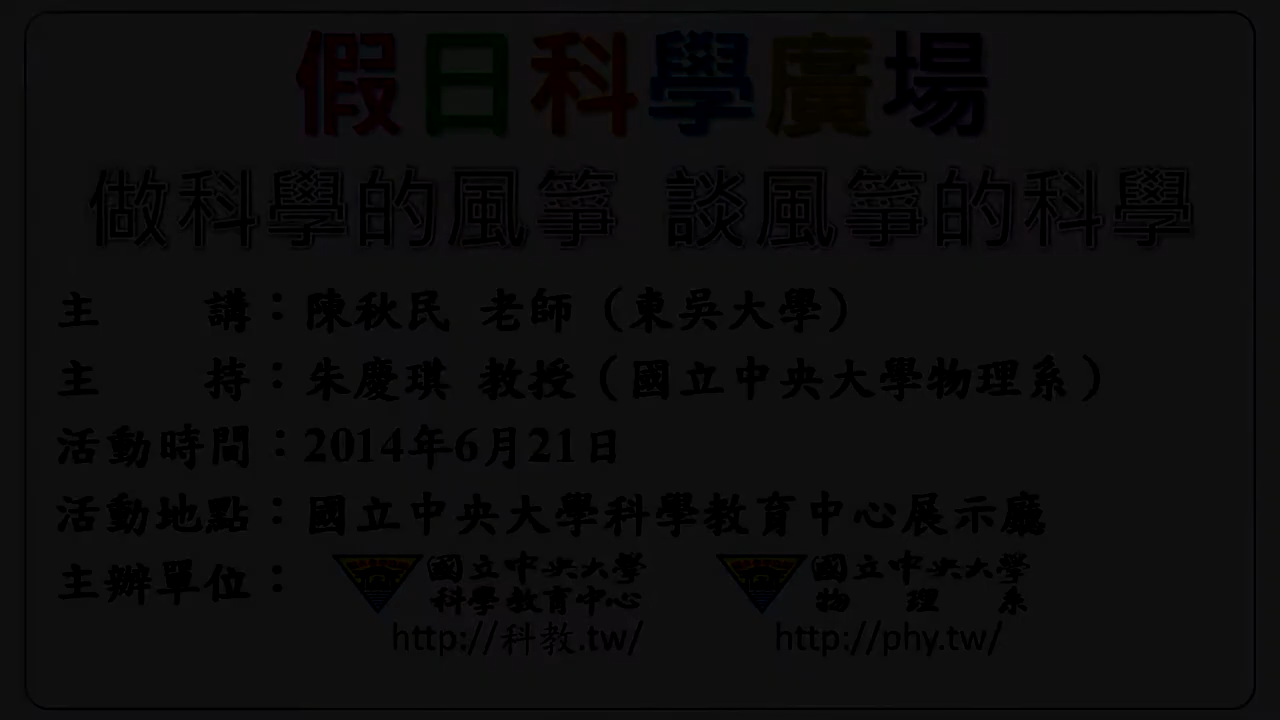 假日科學廣場
做科學的風箏 談風箏的科學
主 講：陳秋民 老師（東吳大學）
主 持：朱慶琪 教授（國立中央大學物理系）
活動時間：2014年6月21日
活動地點：國立中央大學科學教育中心展示廳
主辦單位：
國立中央大學
科學教育中心
http://科教.tw/
國立中央大學
物 理 系
http://phy.tw/